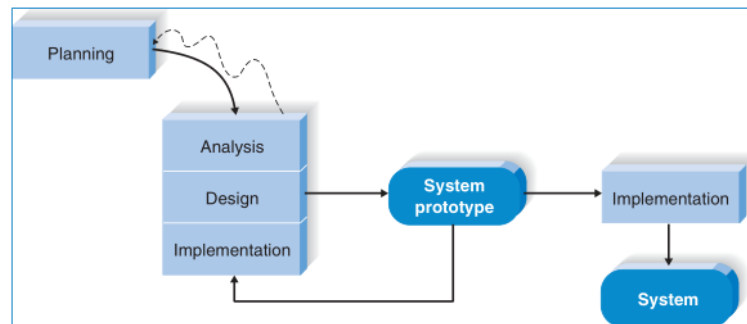 Planning
Analysis
Design
Implementation
System
prototype
Implementation
System